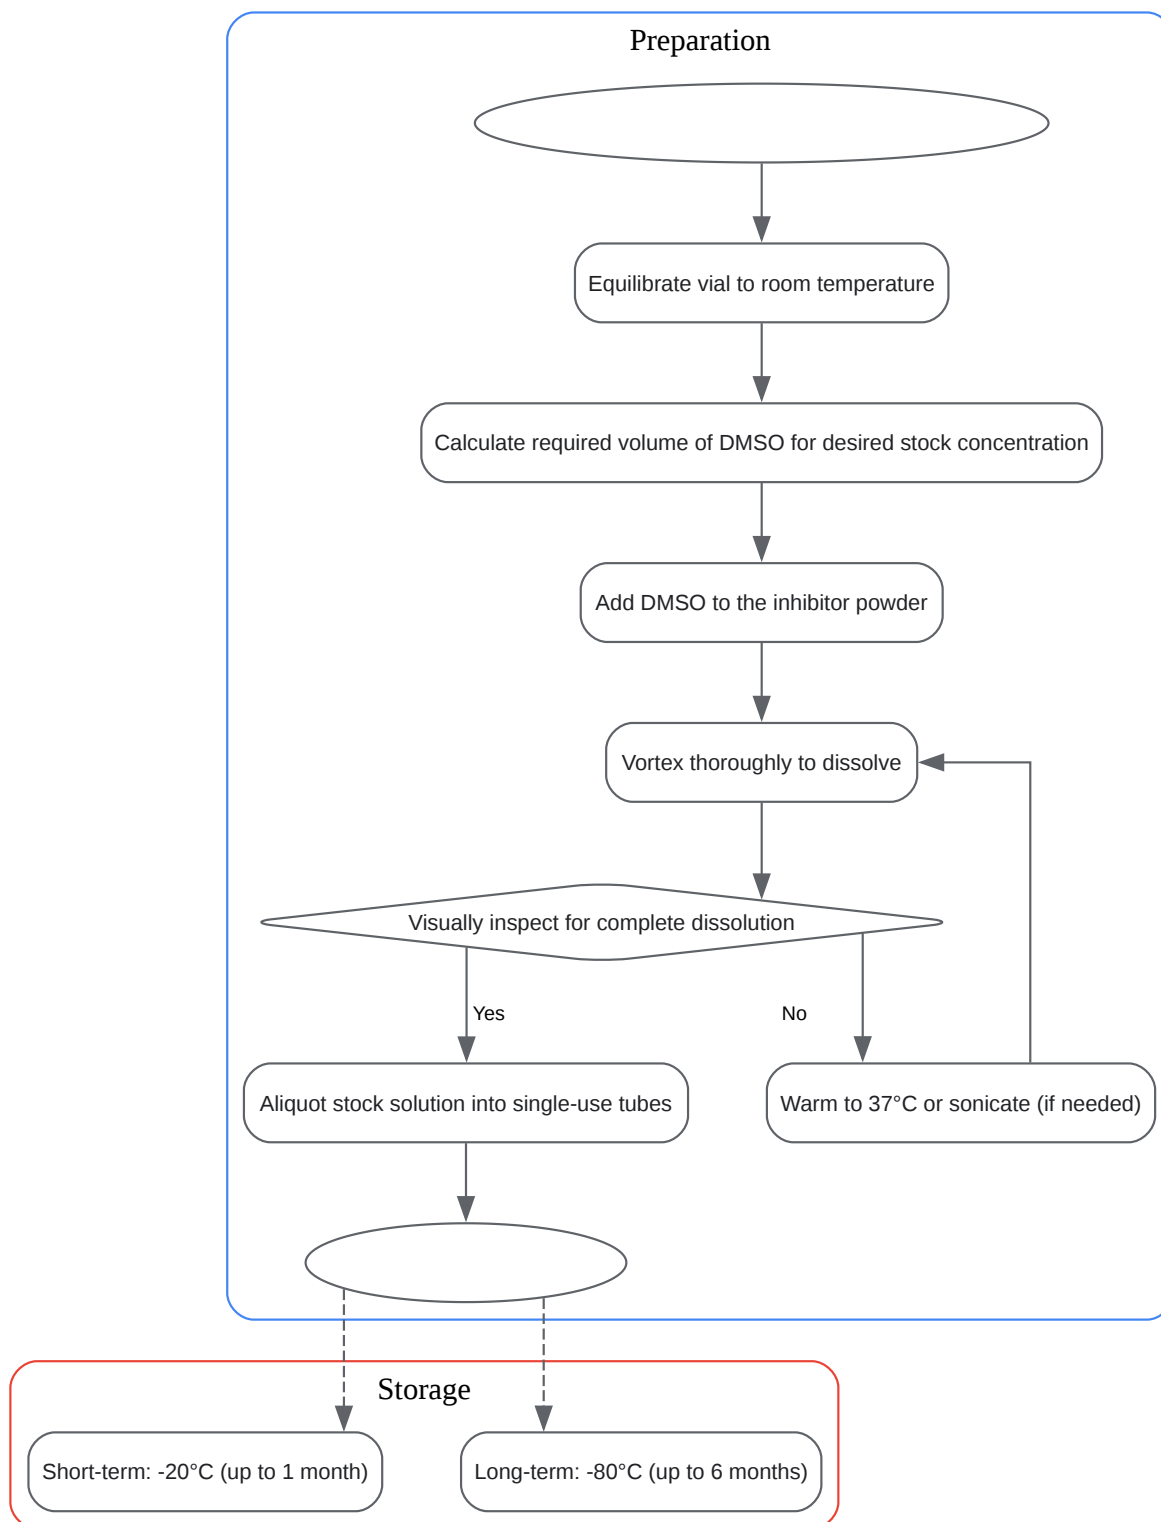 Preparation
Equilibrate vial to room temperature
Calculate required volume of DMSO for desired stock concentration
Add DMSO to the inhibitor powder
Vortex thoroughly to dissolve
Visually inspect for complete dissolution
Yes
No
Aliquot stock solution into single-use tubes
Warm to 37°C or sonicate (if needed)
Storage
Short-term: -20°C (up to 1 month)
Long-term: -80°C (up to 6 months)